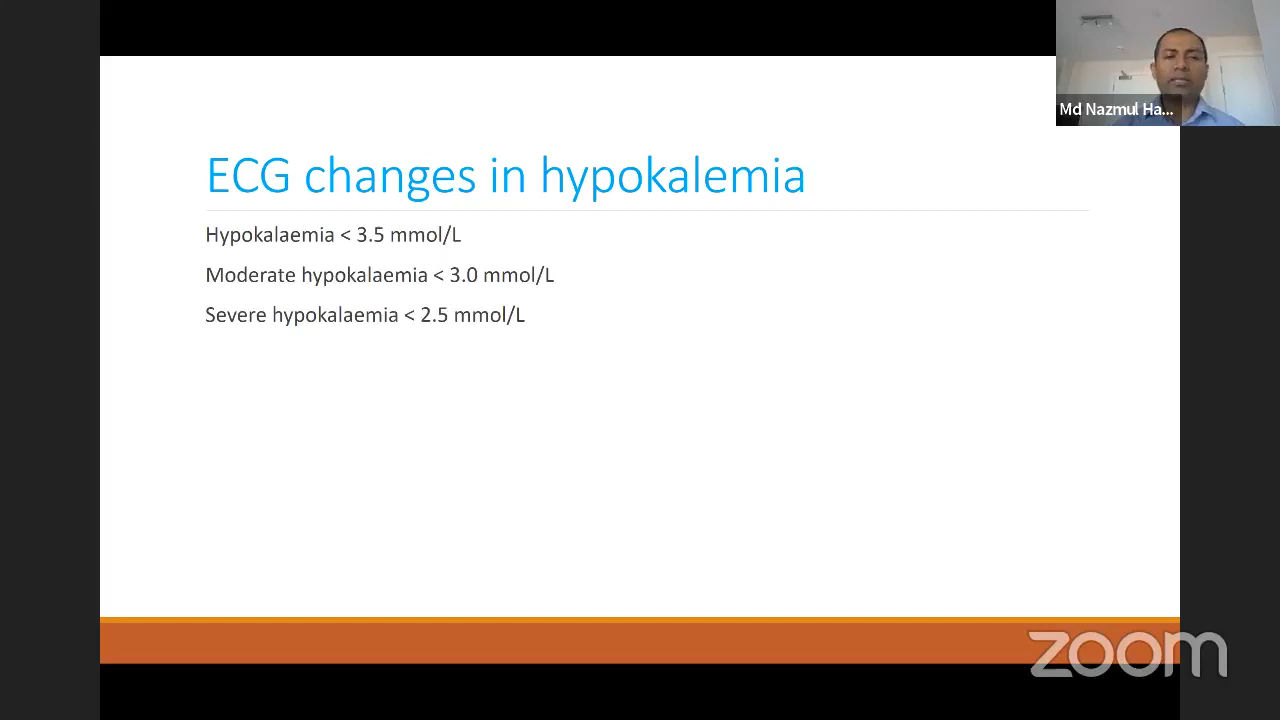 Md Nazmul Ha...
ECG changes in hypokalemia
Hypokalaemia < 3.5 mmol/L
Moderate hypokalaemia < 3.0 mmol/L
Severe hypokalaemia < 2.5 mmol/L
zoom